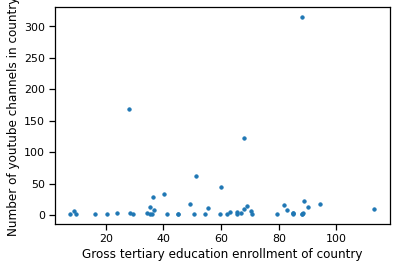 Number of youtube channels in country
300
250
200
150
100
50
0
20 40 60 80 100
Gross tertiary education enrollment of country